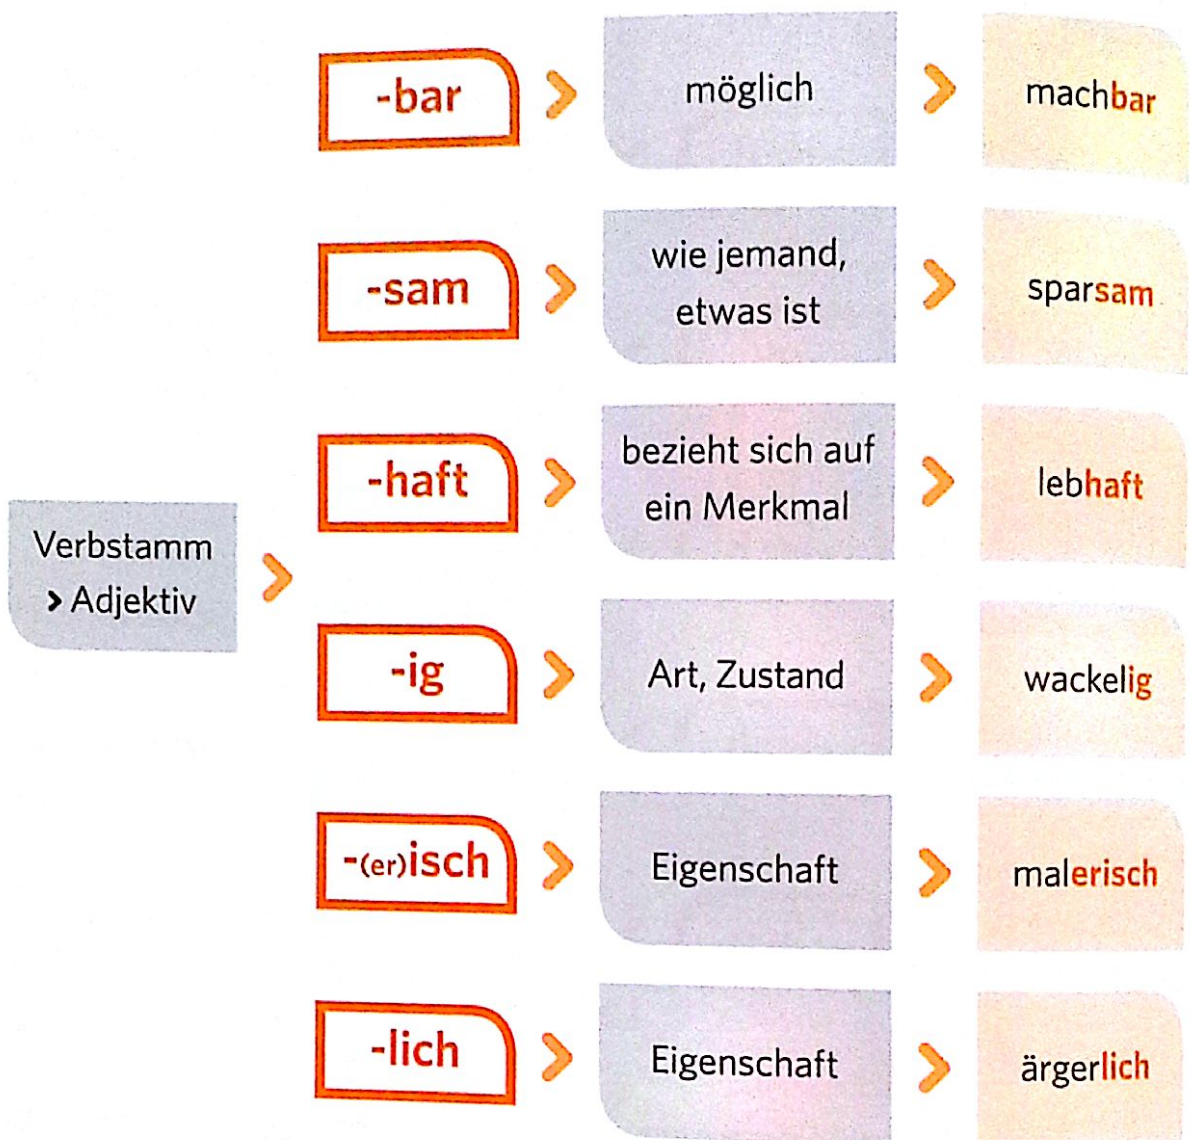 -bar
möglich
machbar
-sam
wie jemand,
etwas ist
sparsam
-haft
bezieht sich auf
ein Merkmal
lebhaft
Verbstamm
> Adjektiv
-ig
Art, Zustand
wackelig
-(er)isch
Eigenschaft
malerisch
-lich
Eigenschaft
ärgerlich